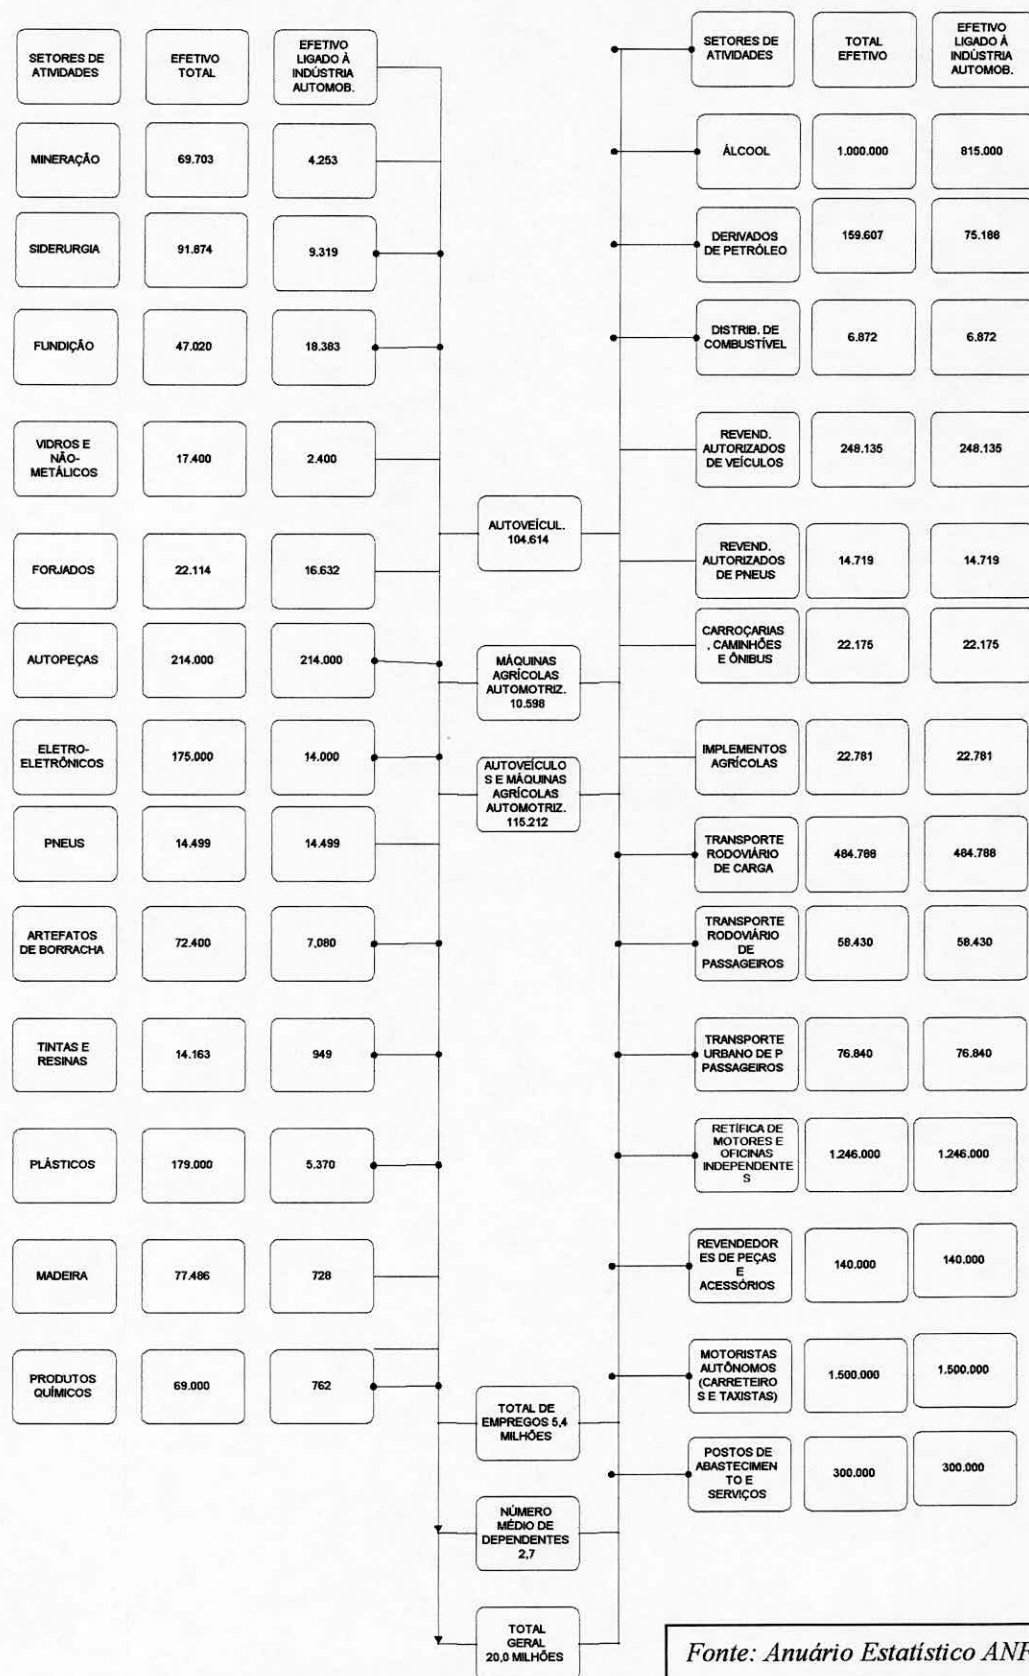 SETORES DE
ATIVIDADES
EFETIVO
TOTAL
EFETIVO
LIGADO À
INDÚSTRIA
AUTOMOB.
MINERAÇÃO
69.703
4.253
SIDERURGIA
91.874
9.319
FUNDIÇÃO
47.020
18.383
VIDROS E
NÃO-
METÁLICOS
17.400
2.400
FORJADOS
22.114
16.632
AUTOPEÇAS
214.000
214.000
ELETRO-
ELETRÔNICOS
175.000
14.000
PNEUS
14.499
14.499
ARTEFATOS
DE BORRACHA
72.400
7,080
TINTAS E
RESINAS
14.163
949
PLÁSTICOS
179.000
5.370
MADEIRA
77.486
728
PRODUTOS
QUÍMICOS
69.000
762
AUTOVEÍCUL.
104.614
MÁQUINAS
AGRÍCOLAS
AUTOMOTRIZ.
10.598
AUTOVEÍCULO
S E MÁQUINAS
AGRÍCOLAS
AUTOMOTRIZ.
115.212
TOTAL DE
EMPREGOS 5,4
MILHÕES
NÚMERO
MÉDIO DE
DEPENDENTES
2,7
TOTAL
GERAL
20,0 MILHÕES
SETORES DE
ATIVIDADES
TOTAL
EFETIVO
EFETIVO
LIGADO À
INDÚSTRIA
AUTOMOB.
ÁLCOOL
1.000.000
815.000
DERIVADOS
DE PETRÓLEO
159.607
75.188
DISTRIB. DE
COMBUSTÍVEL
6.872
6.872
REVEND.
AUTORIZADOS
DE VEÍCULOS
248.135
248.135
REVEND.
AUTORIZADOS
DE PNEUS
14.719
14.719
CARROÇARIAS
, CAMINHÕES
E ÔNIBUS
22.175
22.175
IMPLEMENTOS
AGRÍCOLAS
22.781
22.781
TRANSPORTE
RODOVIÁRIO
DE CARGA
484.788
484.788
TRANSPORTE
RODOVIÁRIO
DE
PASSAGEIROS
58.430
58.430
TRANSPORTE
URBANO DE P
PASSAGEIROS
76.840
76.840
RETÍFICA DE
MOTORES E
OFICINAS
INDEPENDENTE
S
1.246.000
1.246.000
REVENDEDOR
ES DE PEÇAS
E
ACESSÓRIOS
140.000
140.000
MOTORISTAS
AUTÔNOMOS
(CARRETEIRO
S E TAXISTAS)
1.500.000
1.500.000
POSTOS DE
ABASTECIMEN
TO E
SERVIÇOS
300.000
300.000
Fonte: Anuário Estatístico